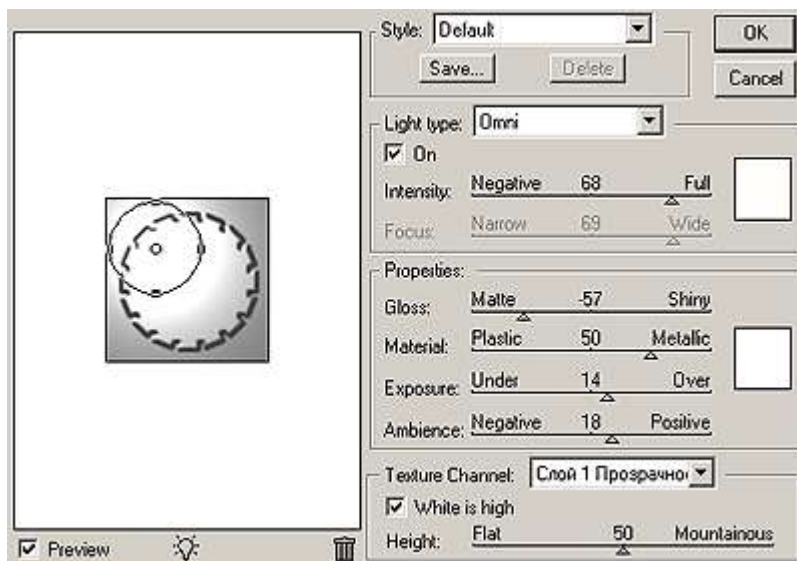 Style: Default
OK
Save... Delete
Cancel
Light type: Omni
On
Intensity: Negative 68 Full
Focus: Narrow 69 Wide
Properties:
Gloss: Matte -57 Shiny
Material: Plastic 50 Metallic
Exposure: Under 14 Over
Ambience: Negative 18 Positive
Texture Channel: Слой 1 Прозрачно
White is high
Height: Flat 50 Mountainous
Preview